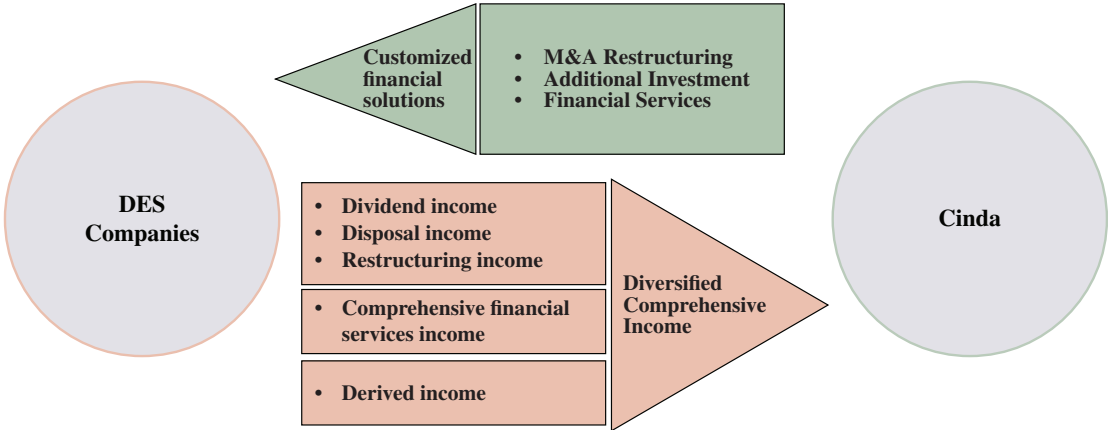 Customized
financial
solutions
• M&A Restructuring
• Additional Investment
• Financial Services
DES
Companies
• Dividend income
• Disposal income
• Restructuring income
• Comprehensive financial
services income
• Derived income
Diversified
Comprehensive
Income
Cinda